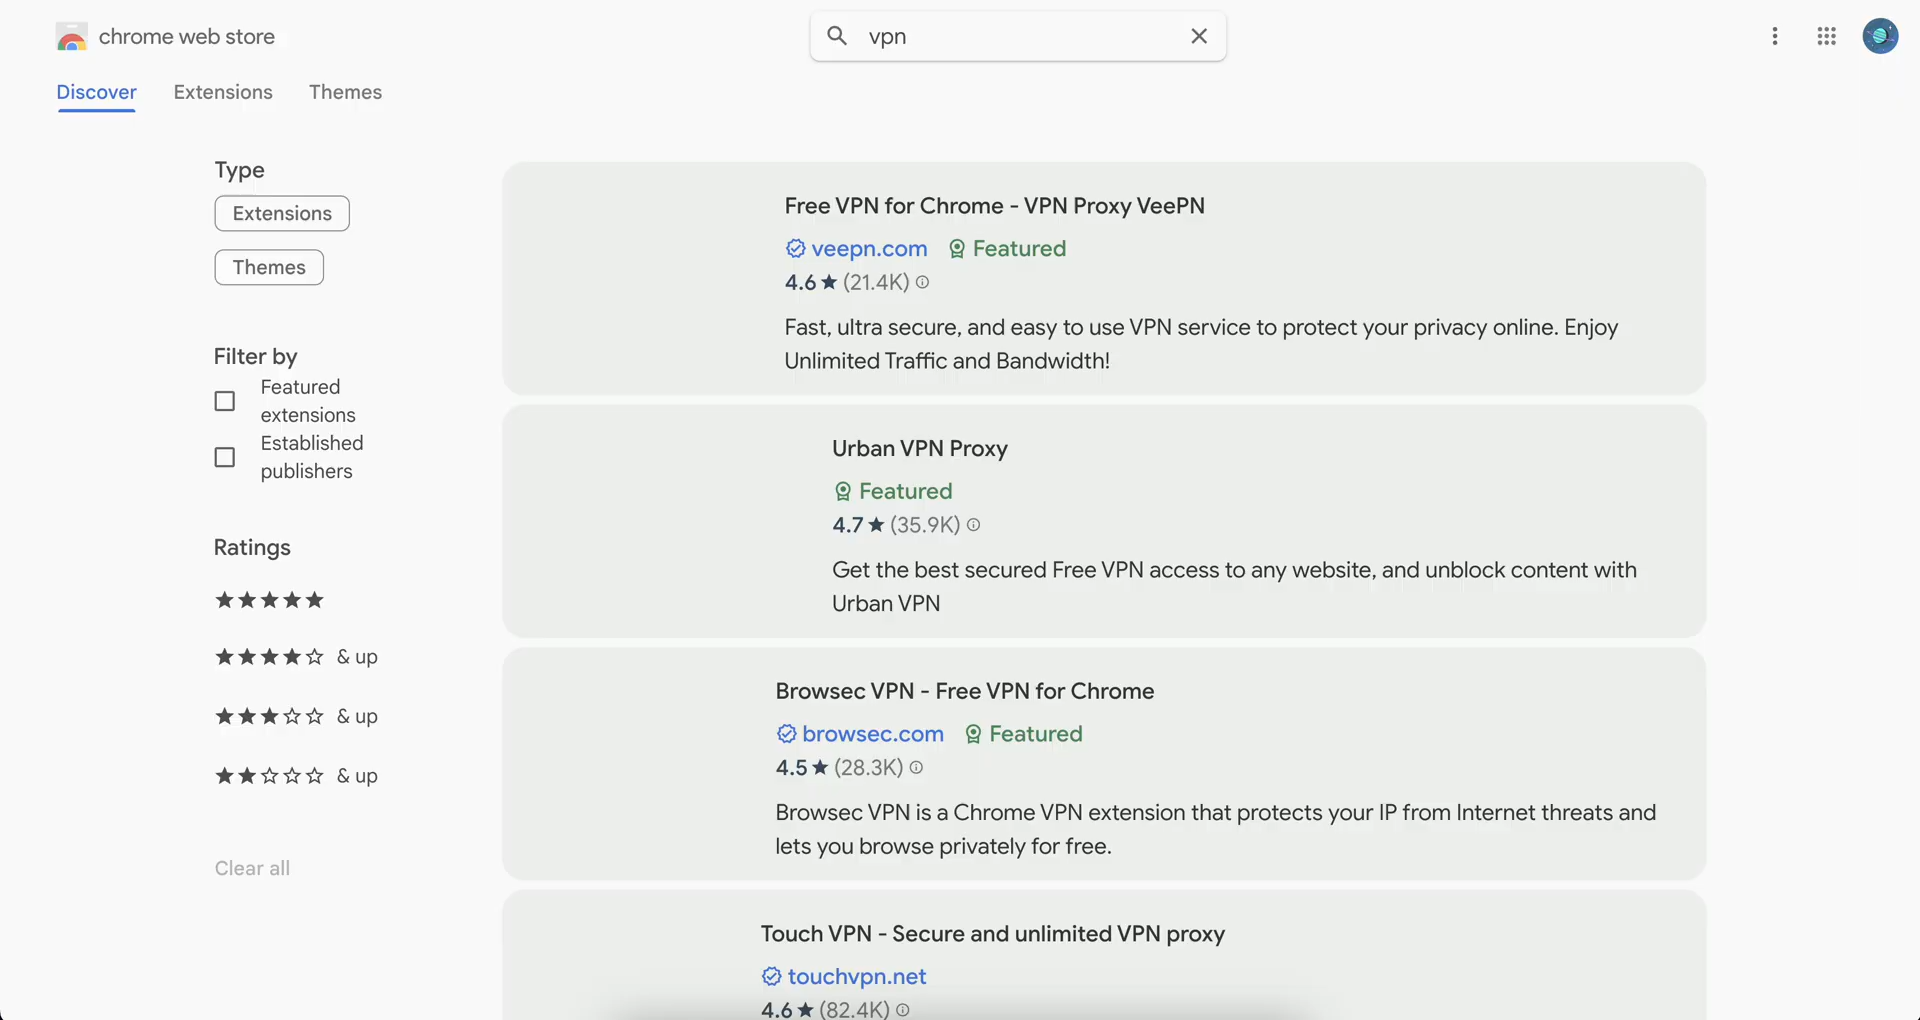 chrome web store
vpn
Discover
Extensions
Themes
Type
Extensions
Themes
Filter by
Featured
extensions
Established
publishers
Ratings
& up
& up
& up
Clear all
Free VPN for Chrome - VPN Proxy VeePN
veepn.com Featured
4.6 ★ (21.4K)
Fast, ultra secure, and easy to use VPN service to protect your privacy online. Enjoy
Unlimited Traffic and Bandwidth!
Urban VPN Proxy
Featured
4.7 ★ (35.9K)
Get the best secured Free VPN access to any website, and unblock content with
Urban VPN
Browsec VPN - Free VPN for Chrome
browsec.com Featured
4.5 ★ (28.3K)
Browsec VPN is a Chrome VPN extension that protects your IP from Internet threats and
lets you browse privately for free.
Touch VPN - Secure and unlimited VPN proxy
touchvpn.net
4.6 ★ (82.4K)